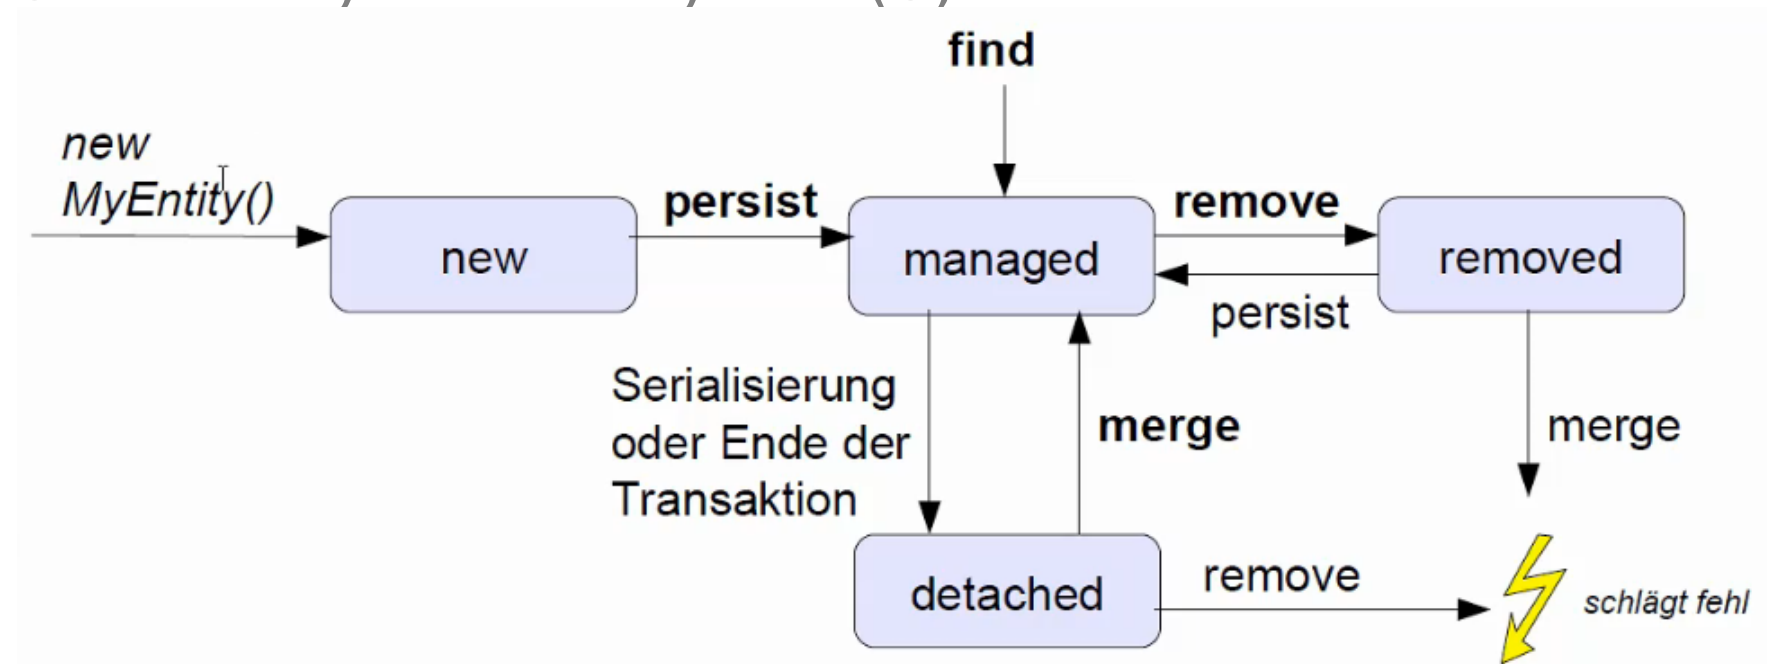 find
new
MyEntity()
persist
remove
new
managed
removed
persist
Serialisierung
oder Ende der
Transaktion
merge
merge
detached
remove
schlägt fehl